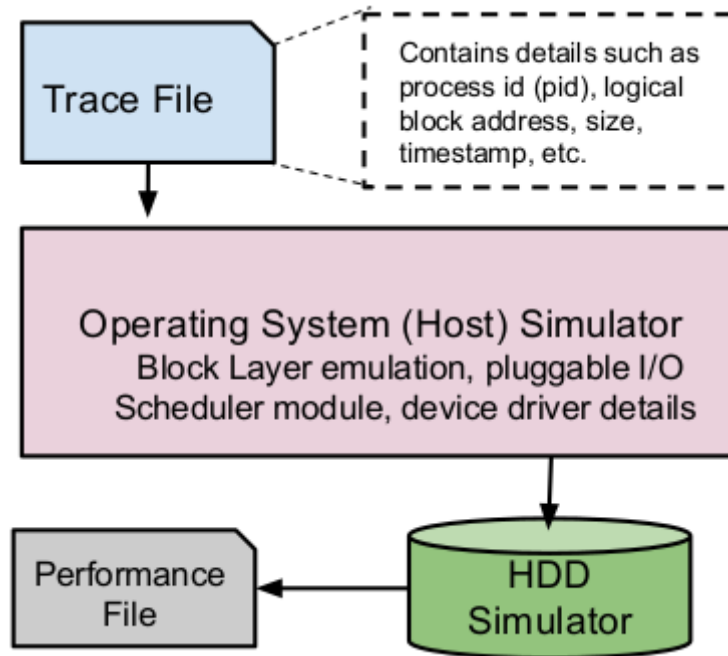 Trace File
Contains details such as
process id (pid), logical
block address, size,
timestamp, etc.
Operating System (Host) Simulator
Block Layer emulation, pluggable I/O
Scheduler module, device driver details
Performance
File
HDD
Simulator